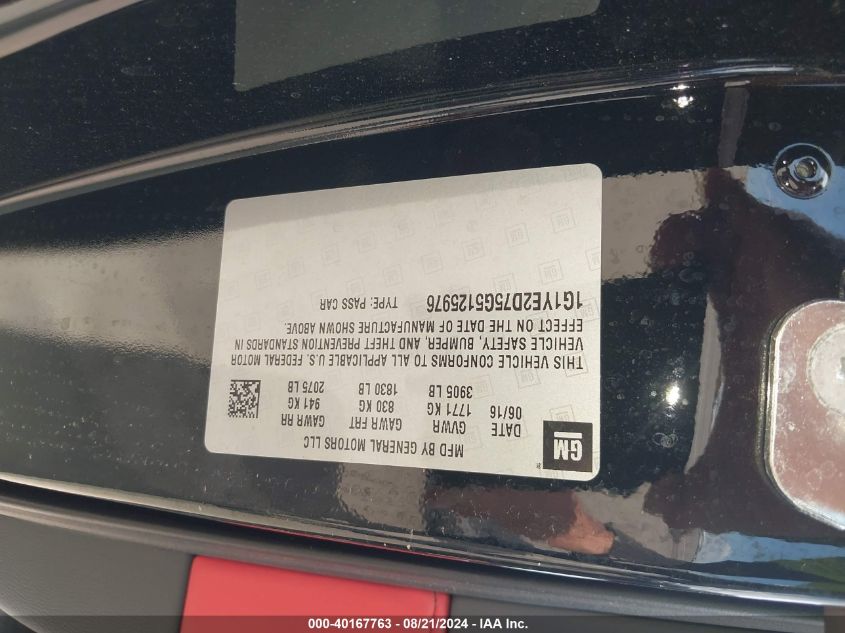 GM
MFD BY GENERAL MOTORS LLC
DATE GVWR GAWR FRT GAWR RR
06/16 1771 KG 830 KG 941 KG
3905 LB 1830 LB 2075 LB
THIS VEHICLE CONFORMS TO ALL APPLICABLE U.S. FEDERAL MOTOR
VEHICLE SAFETY, BUMPER, AND THEFT PREVENTION STANDARDS IN
EFFECT ON THE DATE OF MANUFACTURE SHOWN ABOVE.
1G1YE2D75G5125976 TYPE: PASS CAR
000-40167763 - 08/21/2024 - IAA Inc.